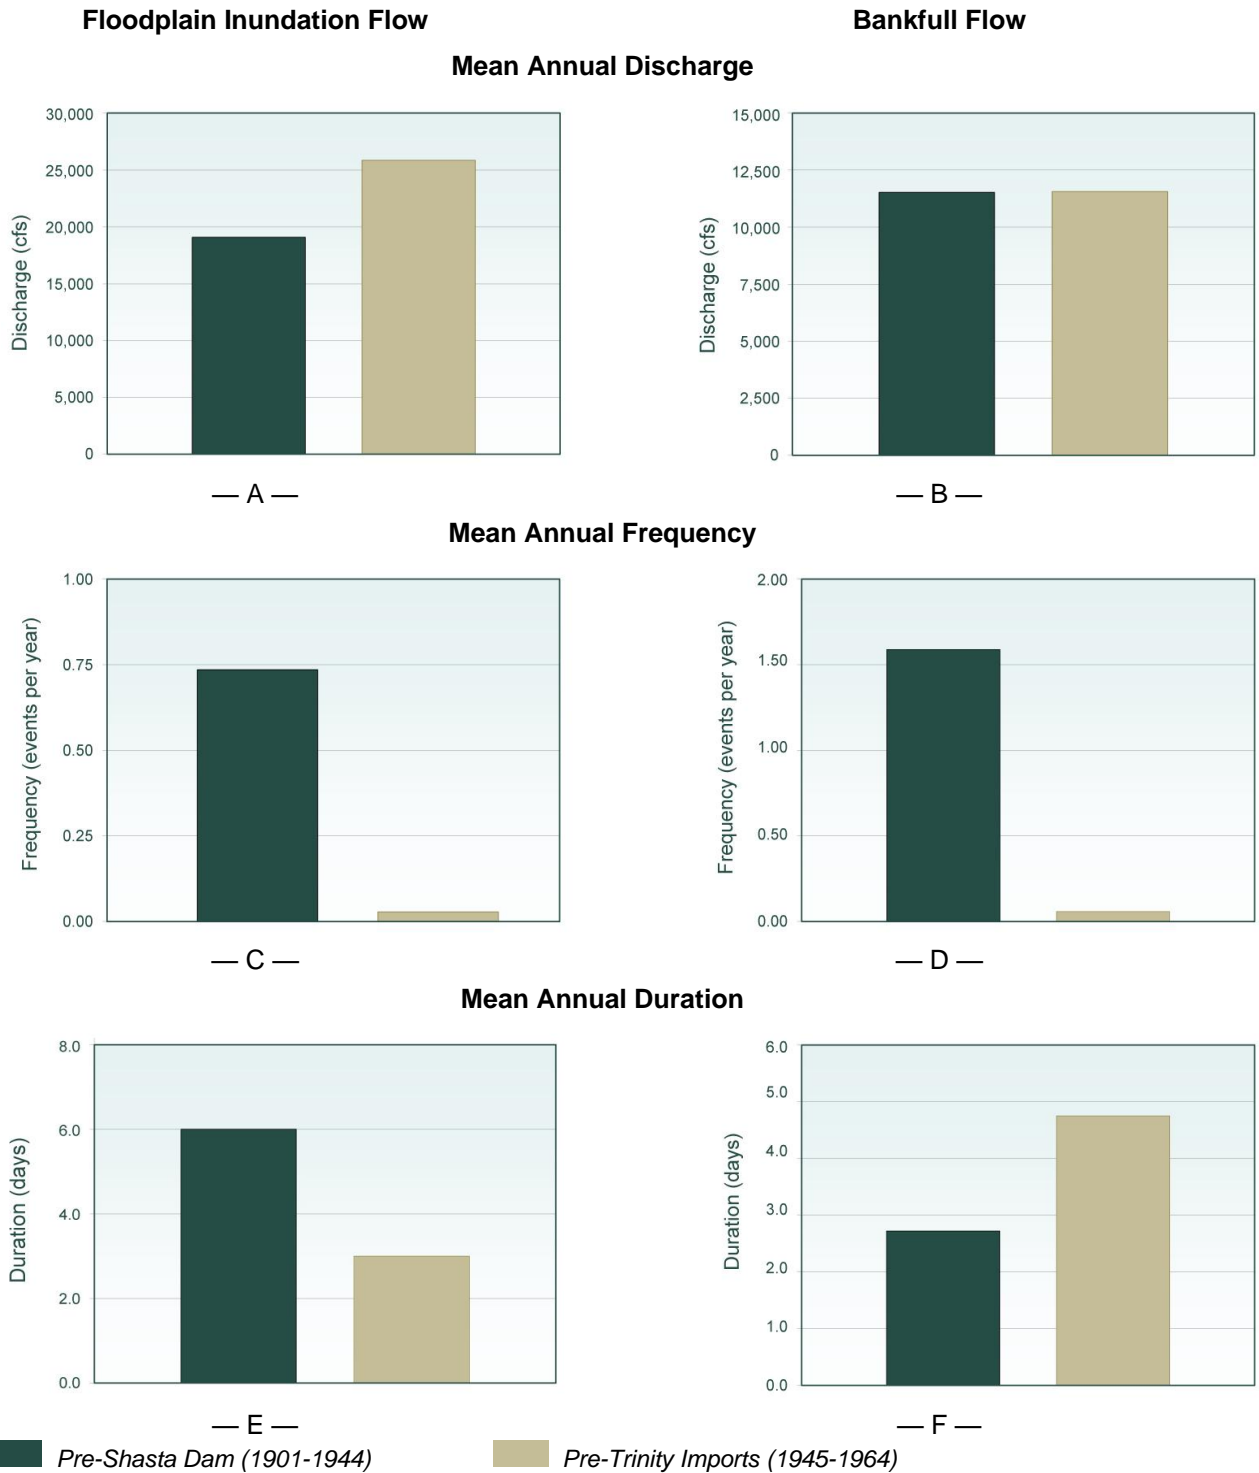 Floodplain Inundation Flow
Bankfull Flow
Mean Annual Discharge
30,000
25,000
20,000
15,000
10,000
5,000
0
Discharge (cfs)
— A —
15,000
12,500
10,000
7,500
5,000
2,500
0
Discharge (cfs)
— B —
Mean Annual Frequency
1.00
0.75
0.50
0.25
0.00
Frequency (events per year)
— C —
2.00
1.50
1.00
0.50
0.00
Frequency (events per year)
— D —
Mean Annual Duration
8.0
6.0
4.0
2.0
0.0
Duration (days)
— E —
6.0
5.0
4.0
3.0
2.0
1.0
0.0
Duration (days)
— F —
Pre-Shasta Dam (1901-1944)
Pre-Trinity Imports (1945-1964)